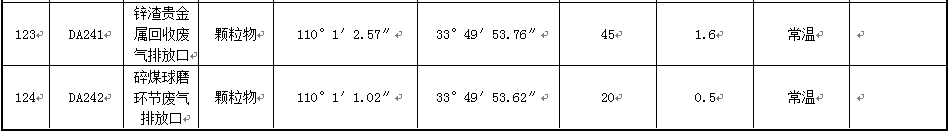 123 DA241 锌渣贵金属回收废气排放口 颗粒物 110°1′2.57″ 33°49′53.76″ 45 1.6 常温
124 DA242 碎煤球磨环节废气排放口 颗粒物 110°1′1.02″ 33°49′53.62″ 20 0.5 常温